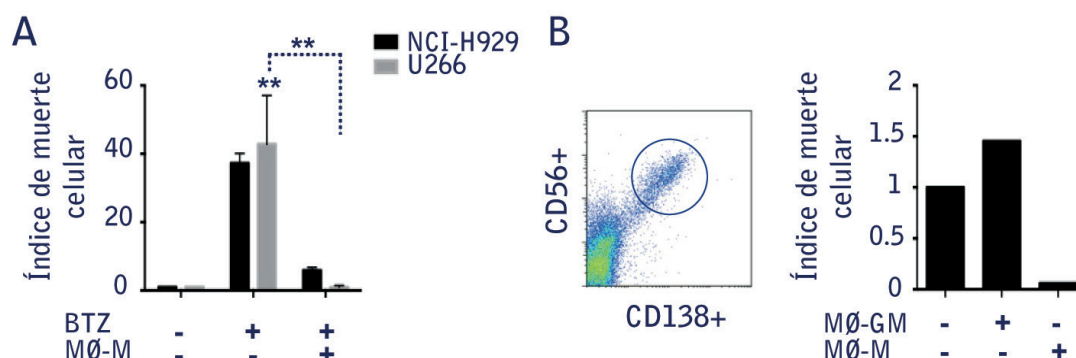 A
NCI-H929
U266
**
**
Índice de muerte
celular
60
40
20
0
BTZ - + +
MØ-M - - +
B
CD56+
CD138+
Índice de muerte
celular
2
1.5
1
0.5
0
MØ-GM - + -
MØ-M - - +